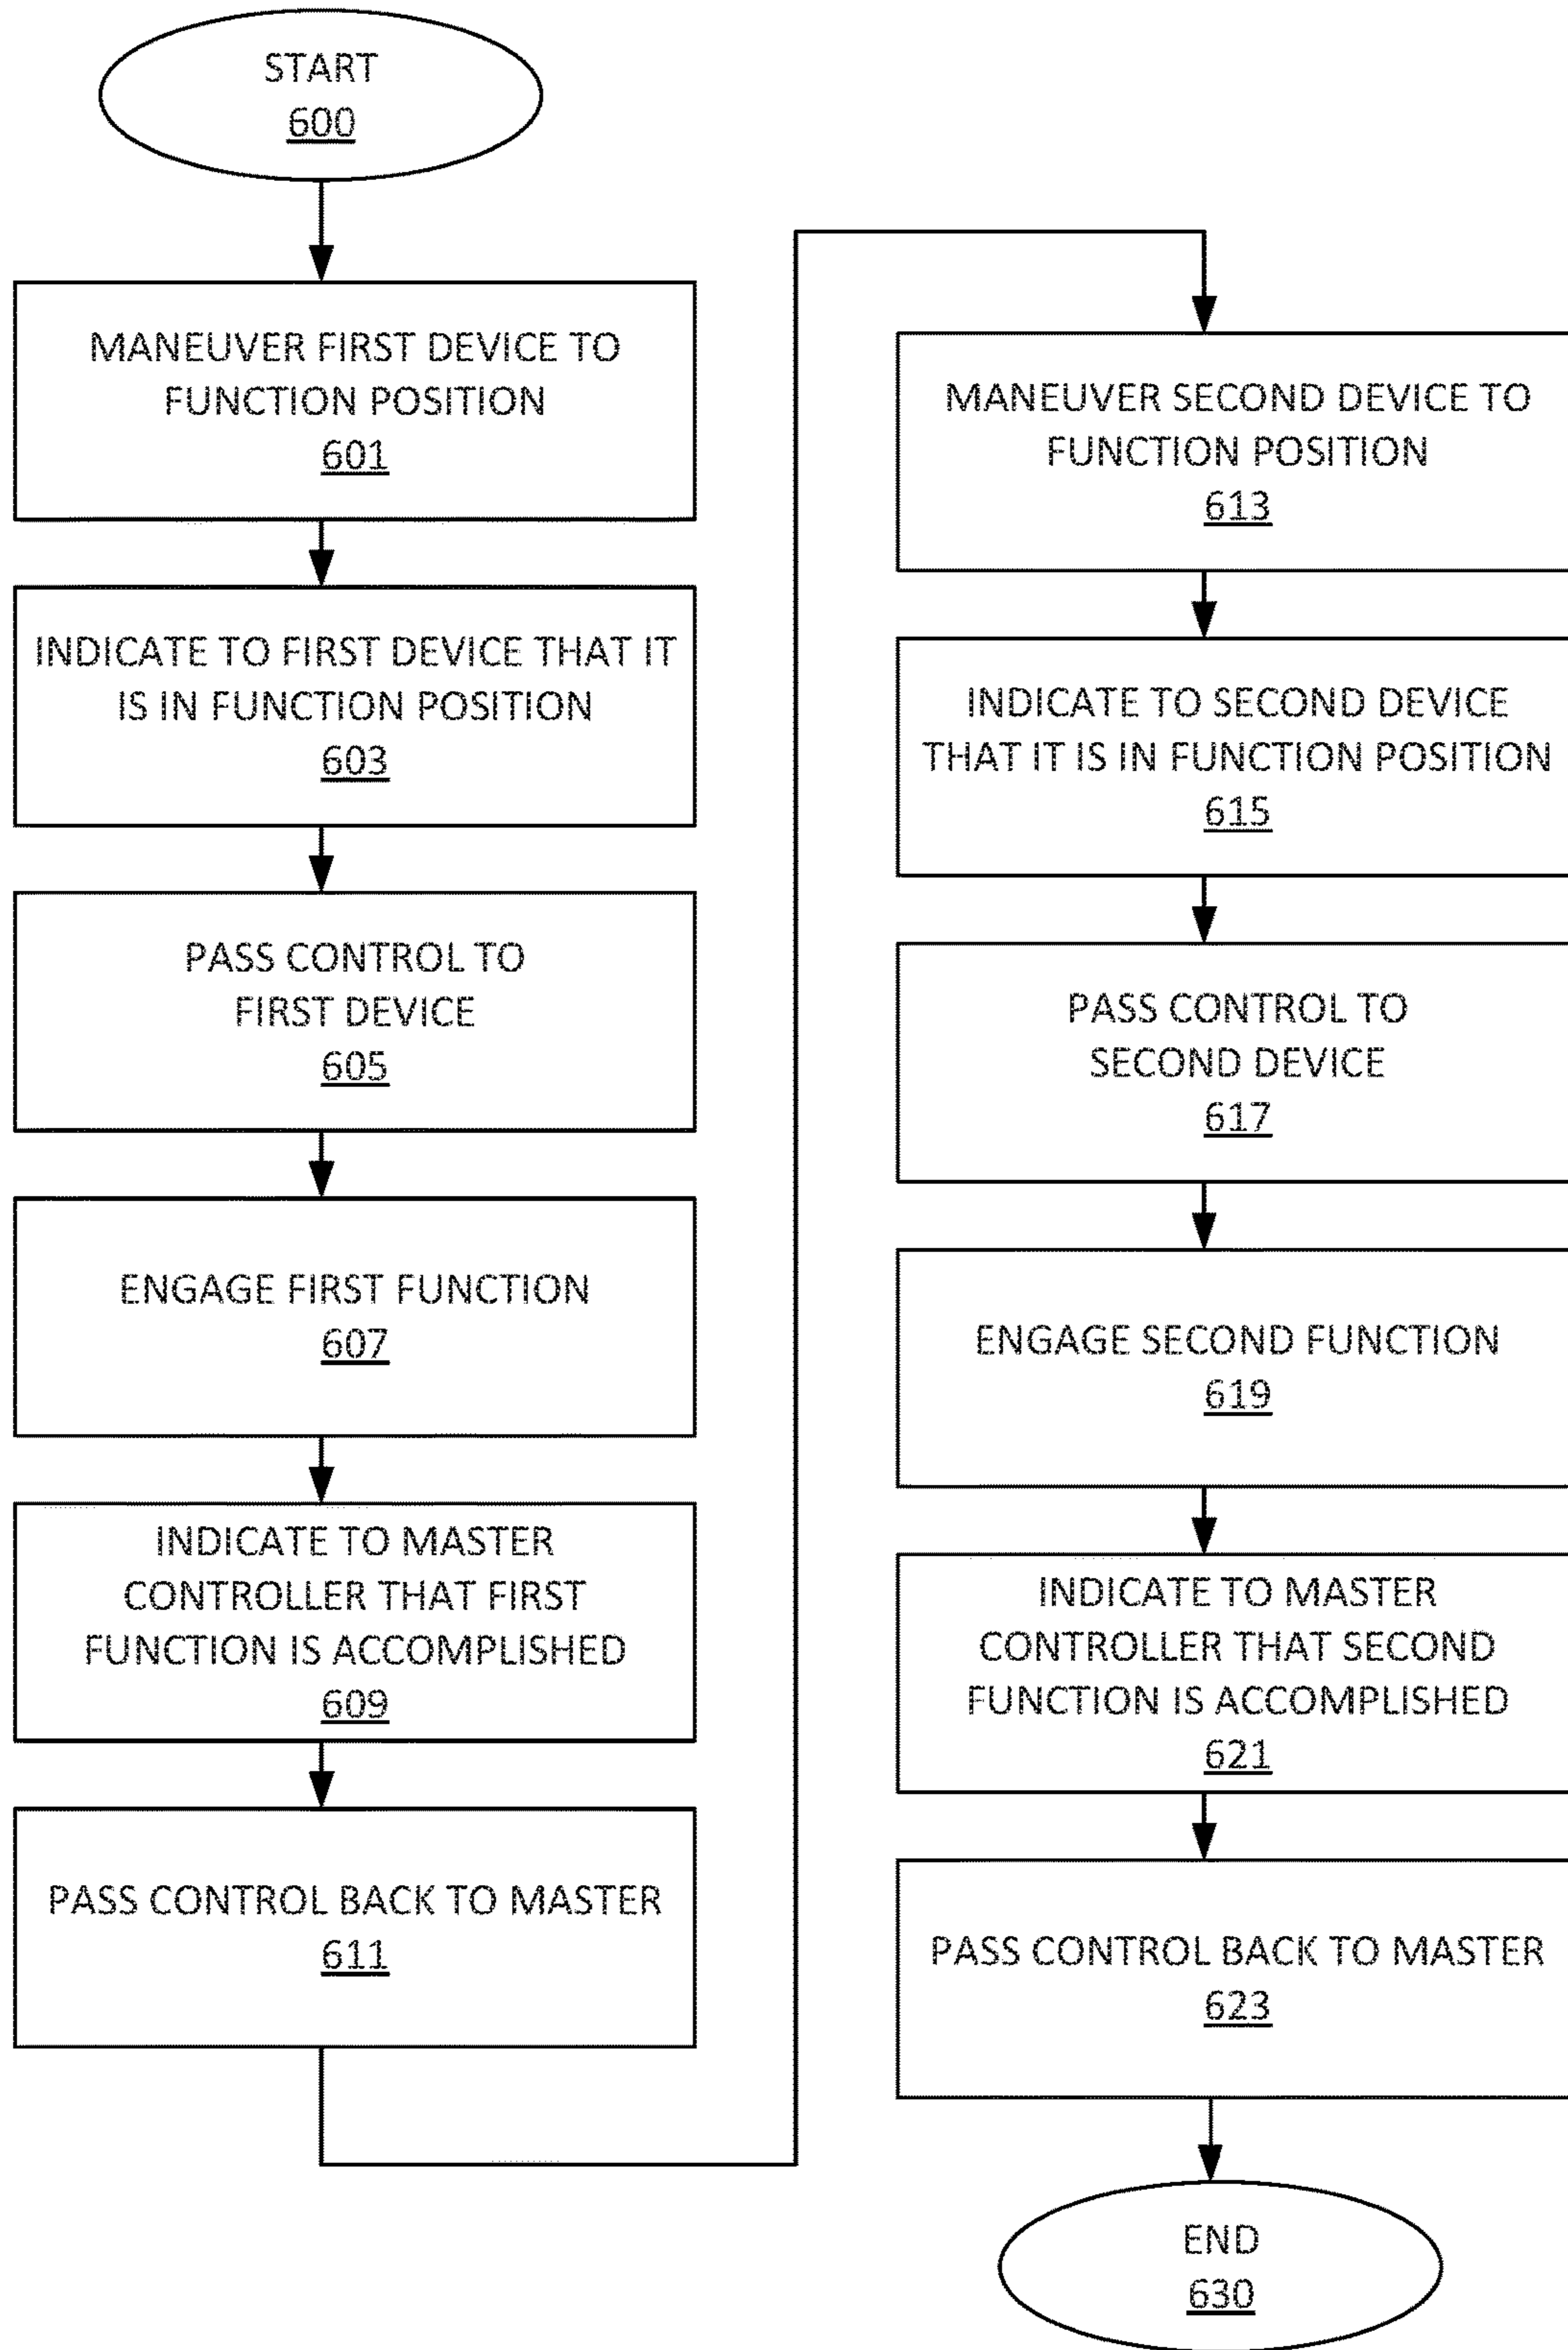 START
600
MANEUVER FIRST DEVICE TO
FUNCTION POSITION
601
INDICATE TO FIRST DEVICE THAT IT
IS IN FUNCTION POSITION
603
PASS CONTROL TO
FIRST DEVICE
605
ENGAGE FIRST FUNCTION
607
INDICATE TO MASTER
CONTROLLER THAT FIRST
FUNCTION IS ACCOMPLISHED
609
PASS CONTROL BACK TO MASTER
611
MANEUVER SECOND DEVICE TO
FUNCTION POSITION
613
INDICATE TO SECOND DEVICE
THAT IT IS IN FUNCTION POSITION
615
PASS CONTROL TO
SECOND DEVICE
617
ENGAGE SECOND FUNCTION
619
INDICATE TO MASTER
CONTROLLER THAT SECOND
FUNCTION IS ACCOMPLISHED
621
PASS CONTROL BACK TO MASTER
623
END
630